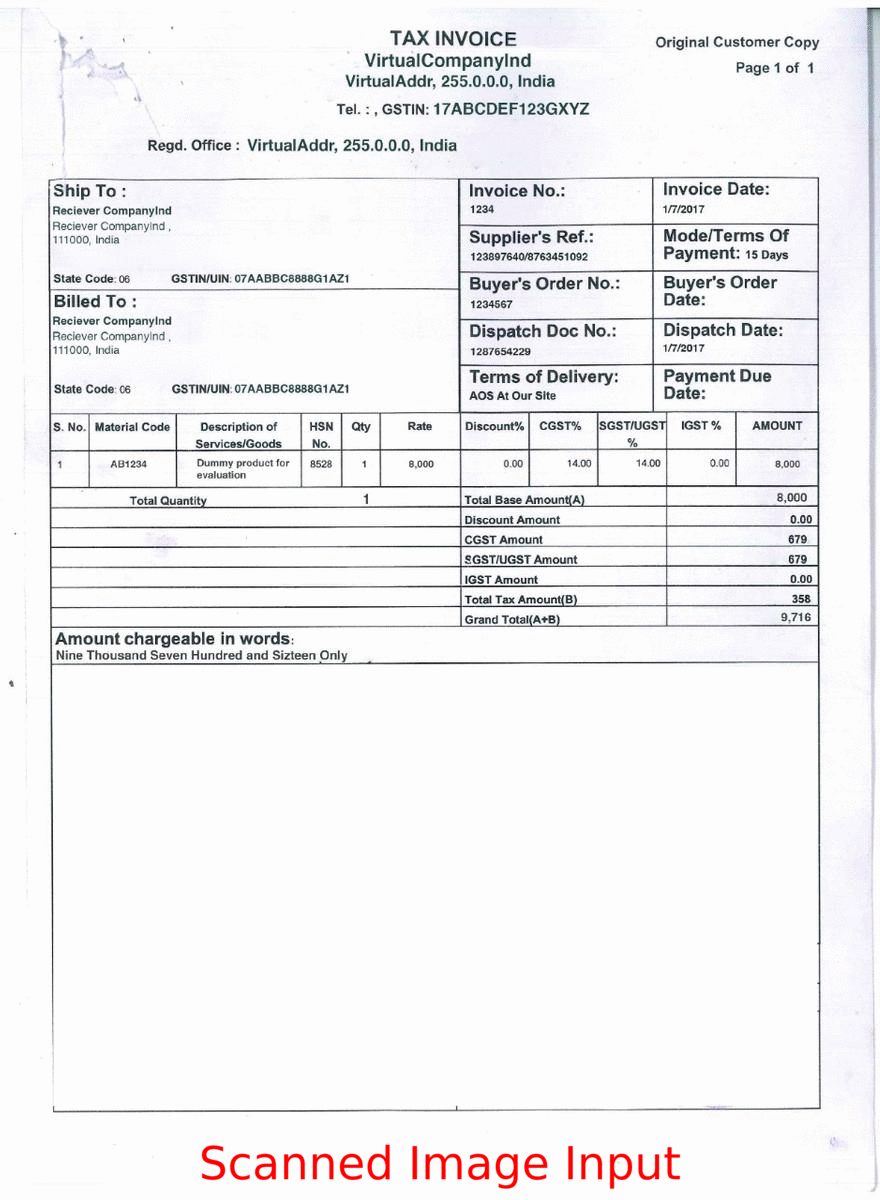 TAX INVOICE
VirtualCompanyInd
VirtualAddr, 255.0.0.0, India
Tel. : , GSTIN: 17ABCDEF123GXYZ
Original Customer Copy
Page 1 of 1
Regd. Office : VirtualAddr, 255.0.0.0, India
Ship To :
Reciever CompanyInd
Reciever CompanyInd ,
111000, India
State Code: 06 GSTIN/UIN: 07AABBC8888G1AZ1
Billed To :
Reciever CompanyInd
Reciever CompanyInd ,
111000, India
State Code: 06 GSTIN/UIN: 07AABBC8888G1AZ1
Invoice No.:
1234
Invoice Date:
1/7/2017
Supplier's Ref.:
123897640/8763451092
Mode/Terms Of
Payment: 15 Days
Buyer's Order No.:
1234567
Buyer's Order
Date:
Dispatch Doc No.:
1287654229
Dispatch Date:
1/7/2017
Terms of Delivery:
AOS At Our Site
Payment Due
Date:
S. No. Material Code Description of Services/Goods HSN No. Qty Rate Discount% CGST% SGST/UGST % IGST % AMOUNT
1 AB1234 Dummy product for evaluation 8528 1 8,000 0.00 14.00 14.00 0.00 8,000
Total Quantity 1 Total Base Amount(A) 8,000
Discount Amount 0.00
CGST Amount 679
SGST/UGST Amount 679
IGST Amount 0.00
Total Tax Amount(B) 358
Grand Total(A+B) 9,716
Amount chargeable in words:
Nine Thousand Seven Hundred and Sizteen Only
Scanned Image Input